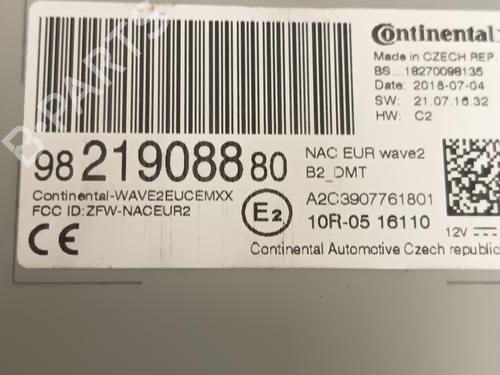 Continental
Made in CZECH REP.
BS....18270098135
Date: 2018-07-04
SW: 21.07.16.32
HW: C2
98 21908880
NAC EUR wave2
B2_DMT
Continental-WAVE2EUCEMXX
FCC ID:ZFW-NACEUR2
E2
A2C3907761801
10R-05 16110
12V
CE
Continental Automotive Czech republic
B-Parts